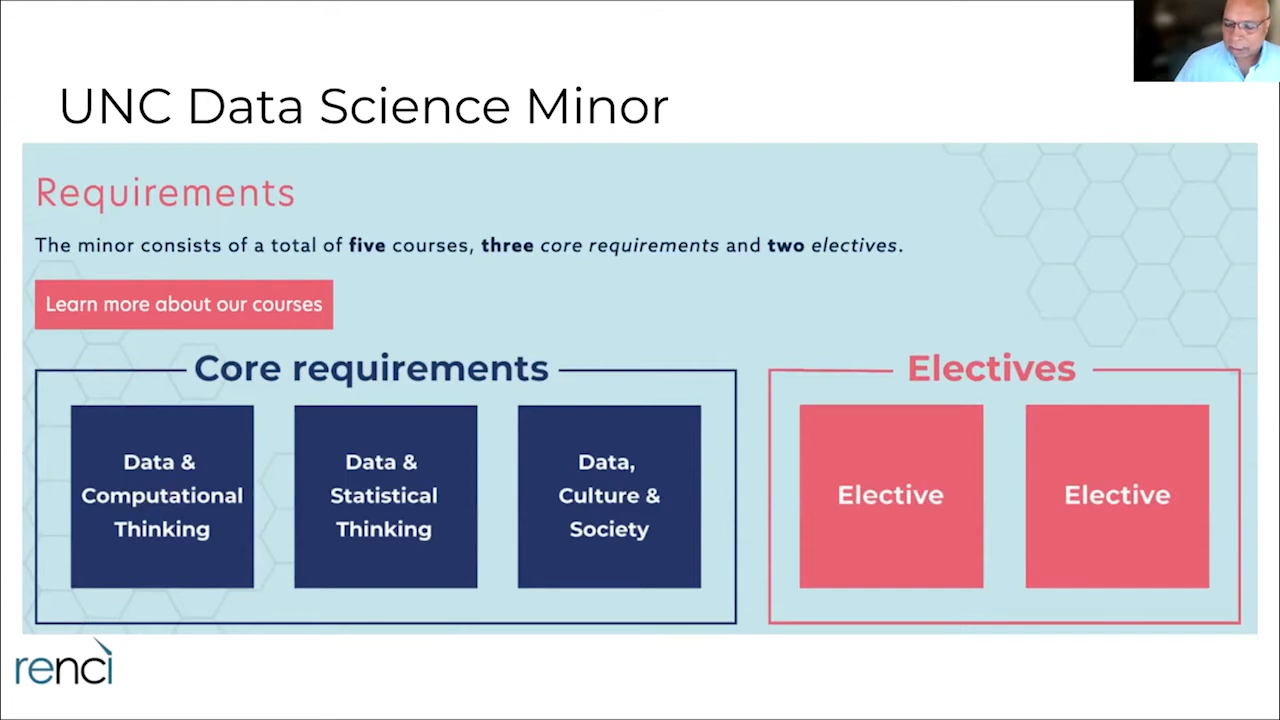 UNC Data Science Minor
Requirements
The minor consists of a total of five courses, three core requirements and two electives.
Learn more about our courses
Core requirements
Data &
Computational
Thinking
Data &
Statistical
Thinking
Data,
Culture &
Society
Electives
Elective
Elective
renci